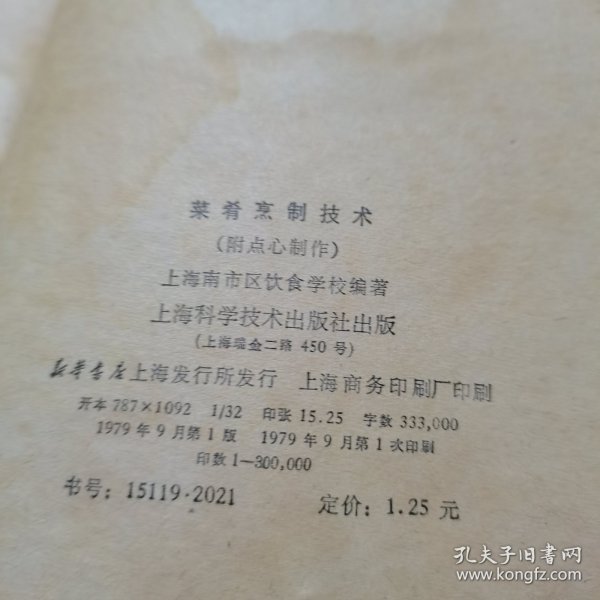 菜肴烹制技术
(附点心制作)
上海南市区饮食学校编著
上海科学技术出版社出版
(上海瑞金二路 450 号)
新华书店上海发行所发行 上海商务印刷厂印刷
开本 787×1092 1/32 印张 15.25 字数 333,000
1979 年 9 月第 1 版 1979 年 9 月第 1 次印刷
印数 1—300,000
书号: 15119·2021 定价: 1.25 元
孔夫子旧书网
www.kongfz.com